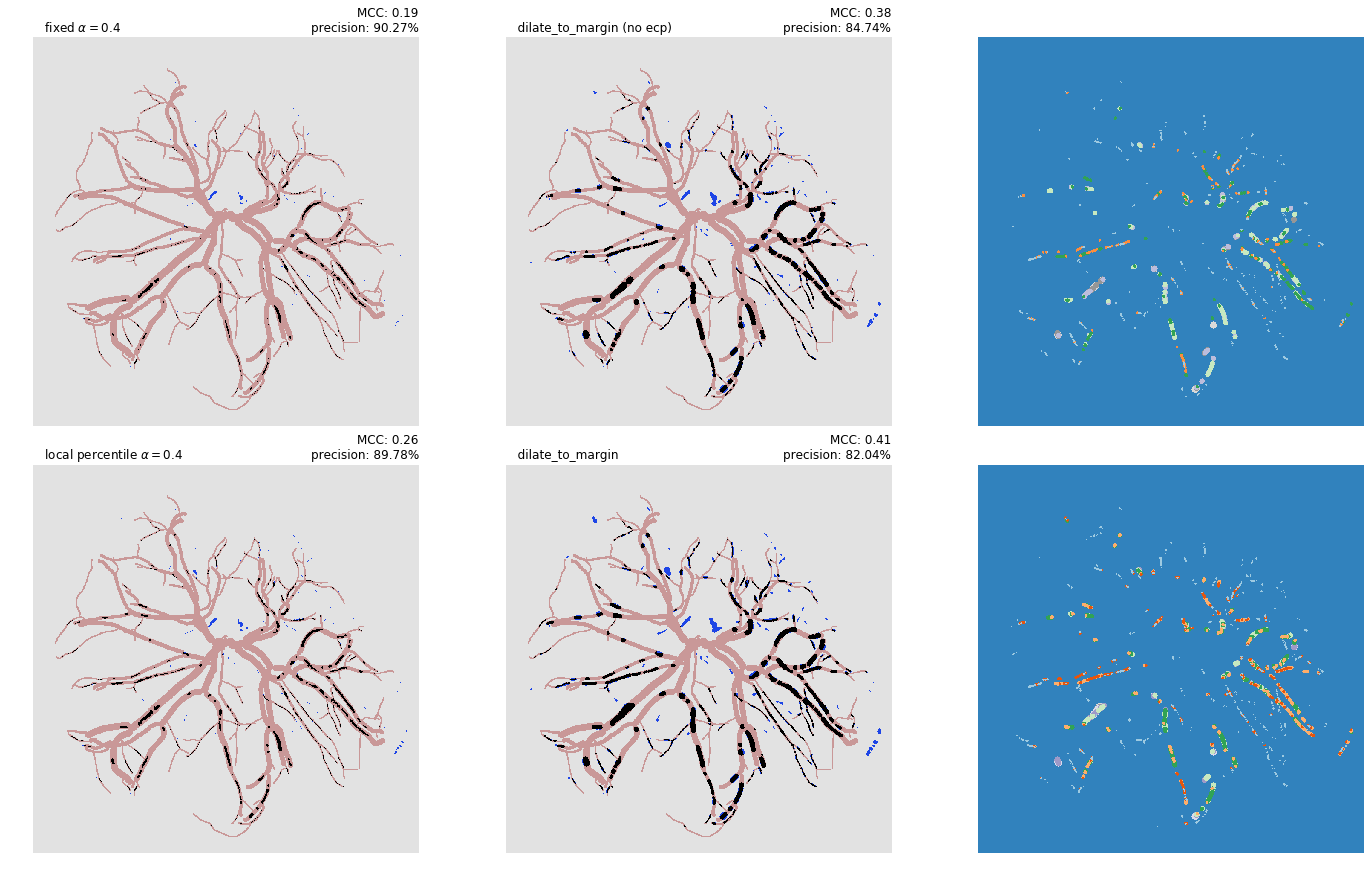 MCC: 0.19
fixed α = 0.4 precision: 90.27%
MCC: 0.38
dilate_to_margin (no ecp) precision: 84.74%
MCC: 0.26
local percentile α = 0.4 precision: 89.78%
MCC: 0.41
dilate_to_margin precision: 82.04%